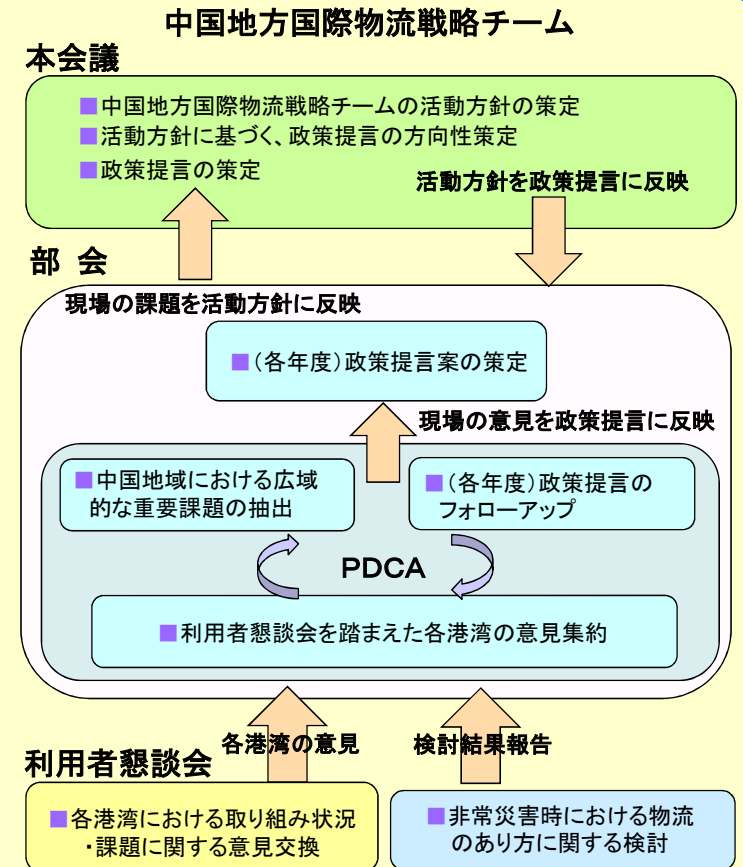 中国地方国際物流戦略チーム
本会議
■中国地方国際物流戦略チームの活動方針の策定
■活動方針に基づく、政策提言の方向性策定
■政策提言の策定
活動方針を政策提言に反映
部 会
現場の課題を活動方針に反映
■(各年度)政策提言案の策定
現場の意見を政策提言に反映
■中国地域における広域
的な重要課題の抽出
■(各年度)政策提言の
フォローアップ
PDCA
■利用者懇談会を踏まえた各港湾の意見集約
各港湾の意見
検討結果報告
利用者懇談会
■各港湾における取り組み状況
・課題に関する意見交換
■非常災害時における物流
のあり方に関する検討